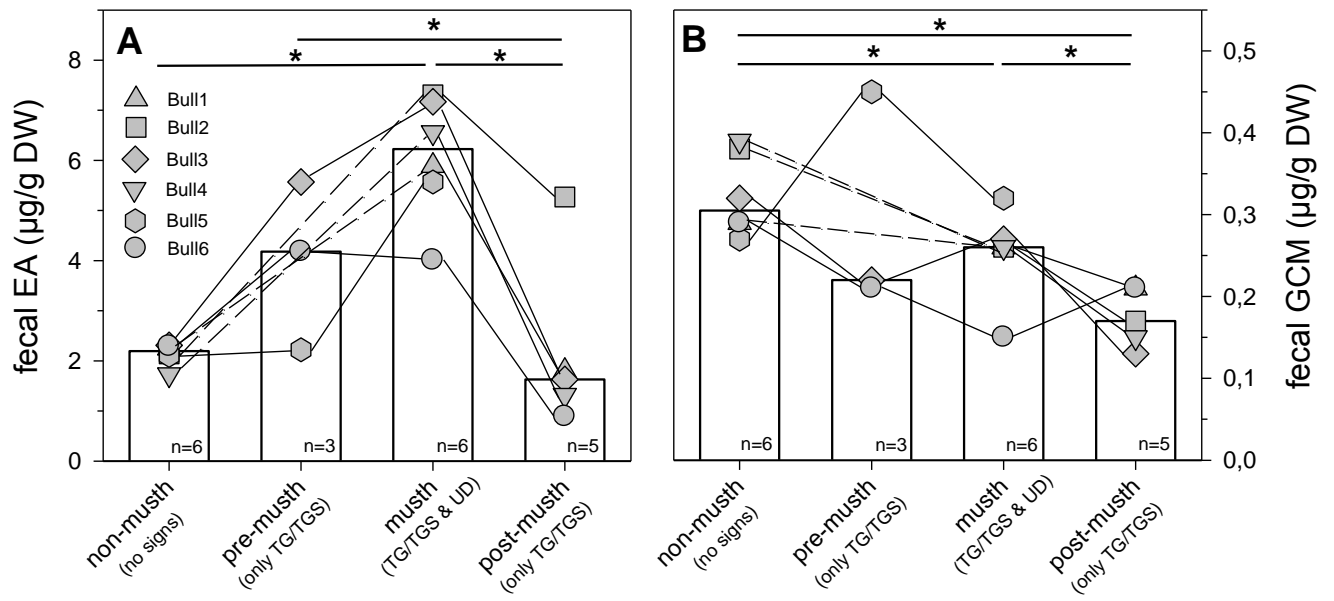 A
*
*
*
fecal EA (µg/g DW)
8
6
4
2
0
Bull1
Bull2
Bull3
Bull4
Bull5
Bull6
n=6
n=3
n=6
n=5
non-musth
(no signs)
pre-musth
(only TG/TGS)
musth
(TG/TGS & UD)
post-musth
(only TG/TGS)
B
*
*
*
n=6
n=3
n=6
n=5
non-musth
(no signs)
pre-musth
(only TG/TGS)
musth
(TG/TGS & UD)
post-musth
(only TG/TGS)
0,5
0,4
0,3
0,2
0,1
0,0
fecal GCM (µg/g DW)